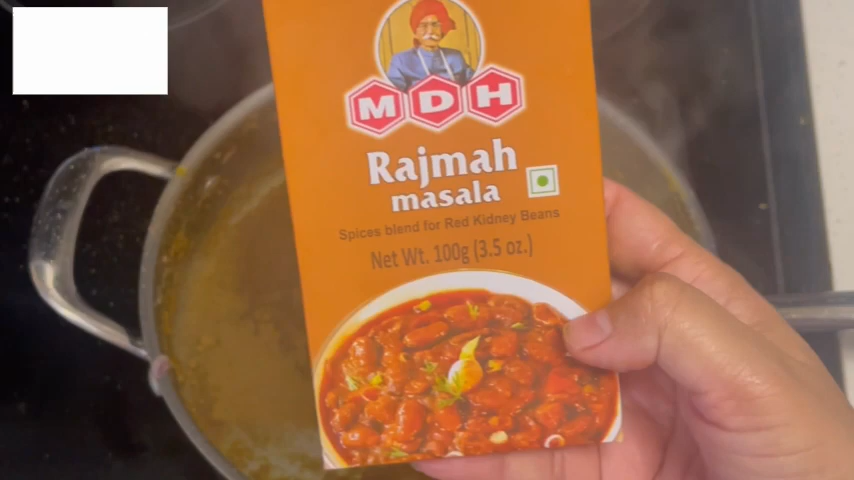 MDH
Rajmah
masala
Spices blend for Red Kidney Beans
Net Wt. 100g (3.5 oz.)